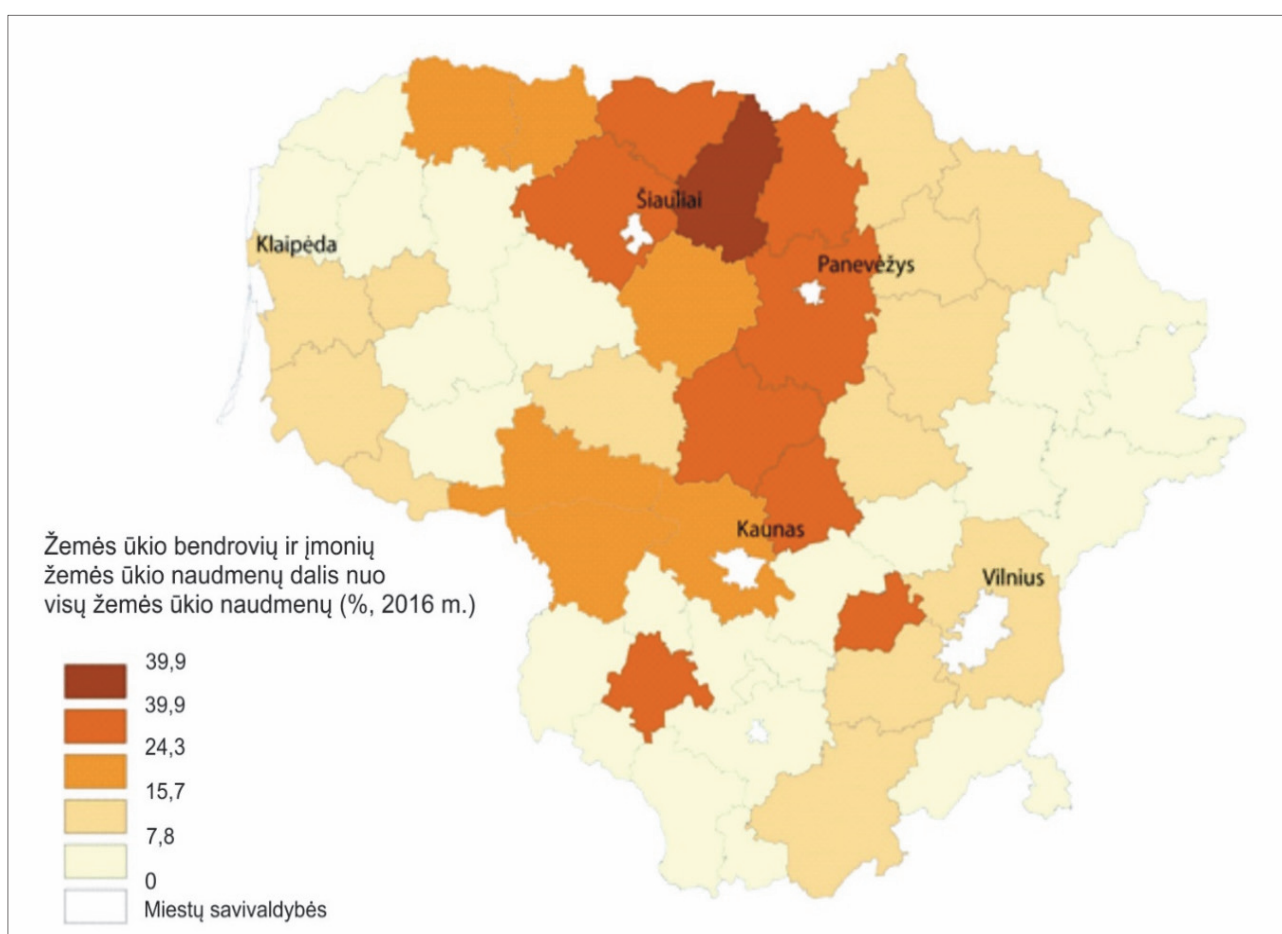 Šiauliai
Klaipėda
Panevėžys
Kaunas
Vilnius
Žemės ūkio bendrovių ir įmonių
žemės ūkio naudmenų dalis nuo
visų žemės ūkio naudmenų (%, 2016 m.)
39,9
39,9
24,3
15,7
7,8
0
Miestų savivaldybės